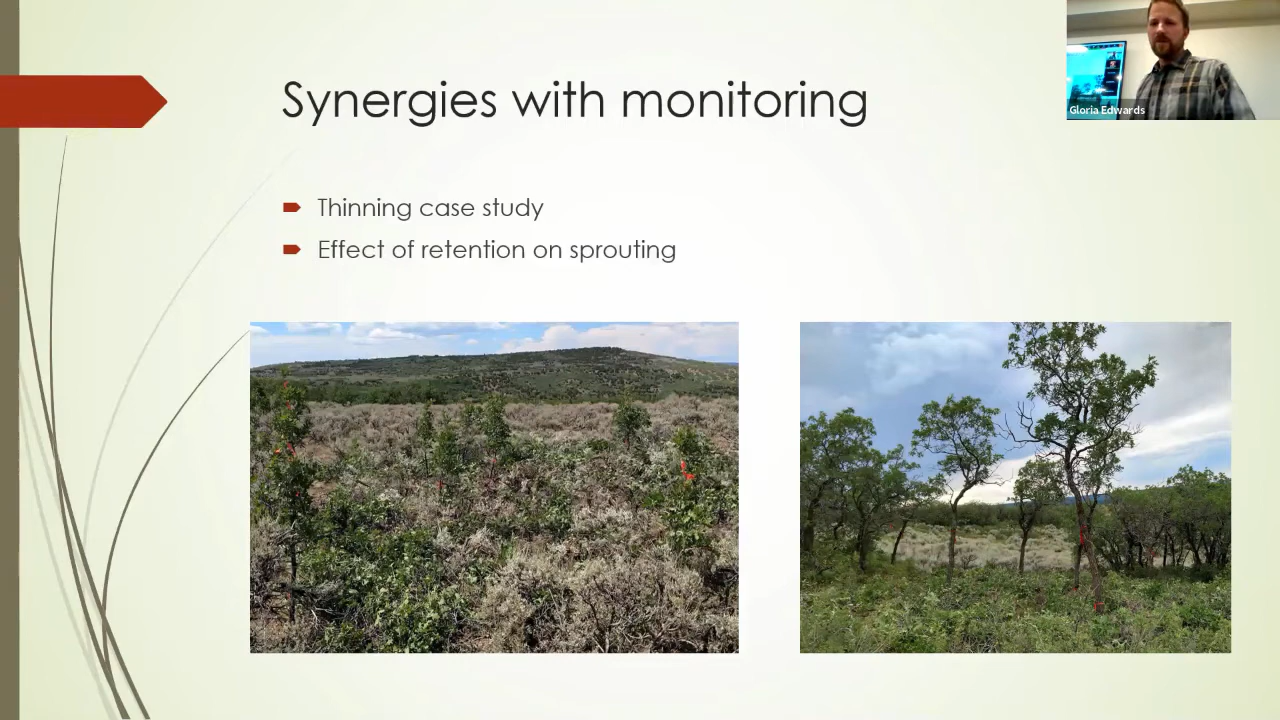 Synergies with monitoring
Gloria Edwards
Thinning case study
Effect of retention on sprouting